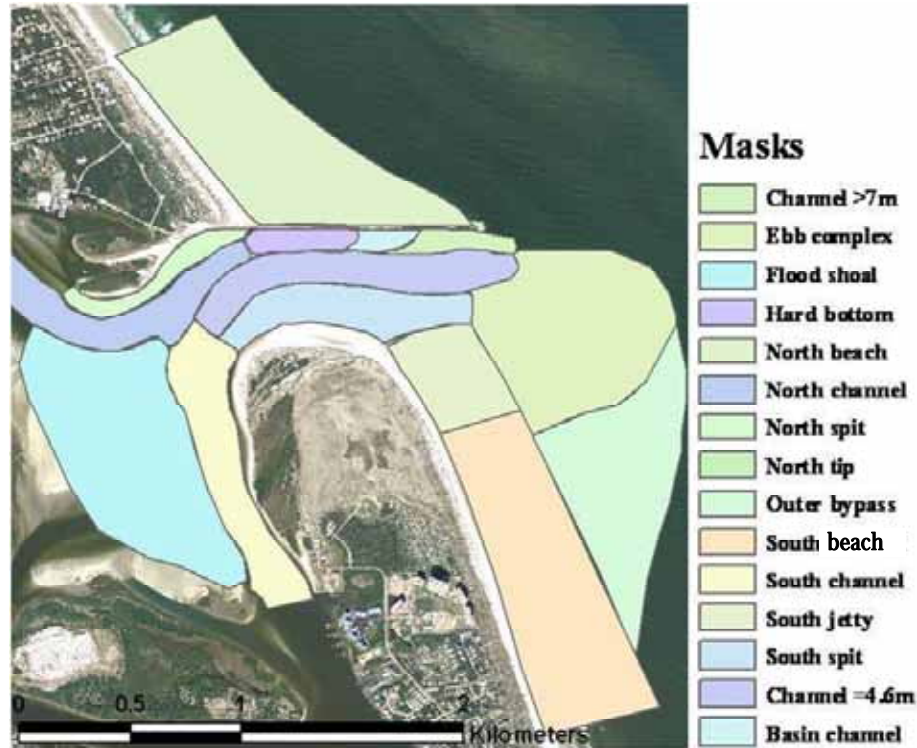 Masks
Channel >7m
Ebb complex
Flood shoal
Hard bottom
North beach
North channel
North spit
North tip
Outer bypass
South beach
South channel
South jetty
South spit
Channel =4.6m
Basin channel
0 0.5 1 2
Kilometers